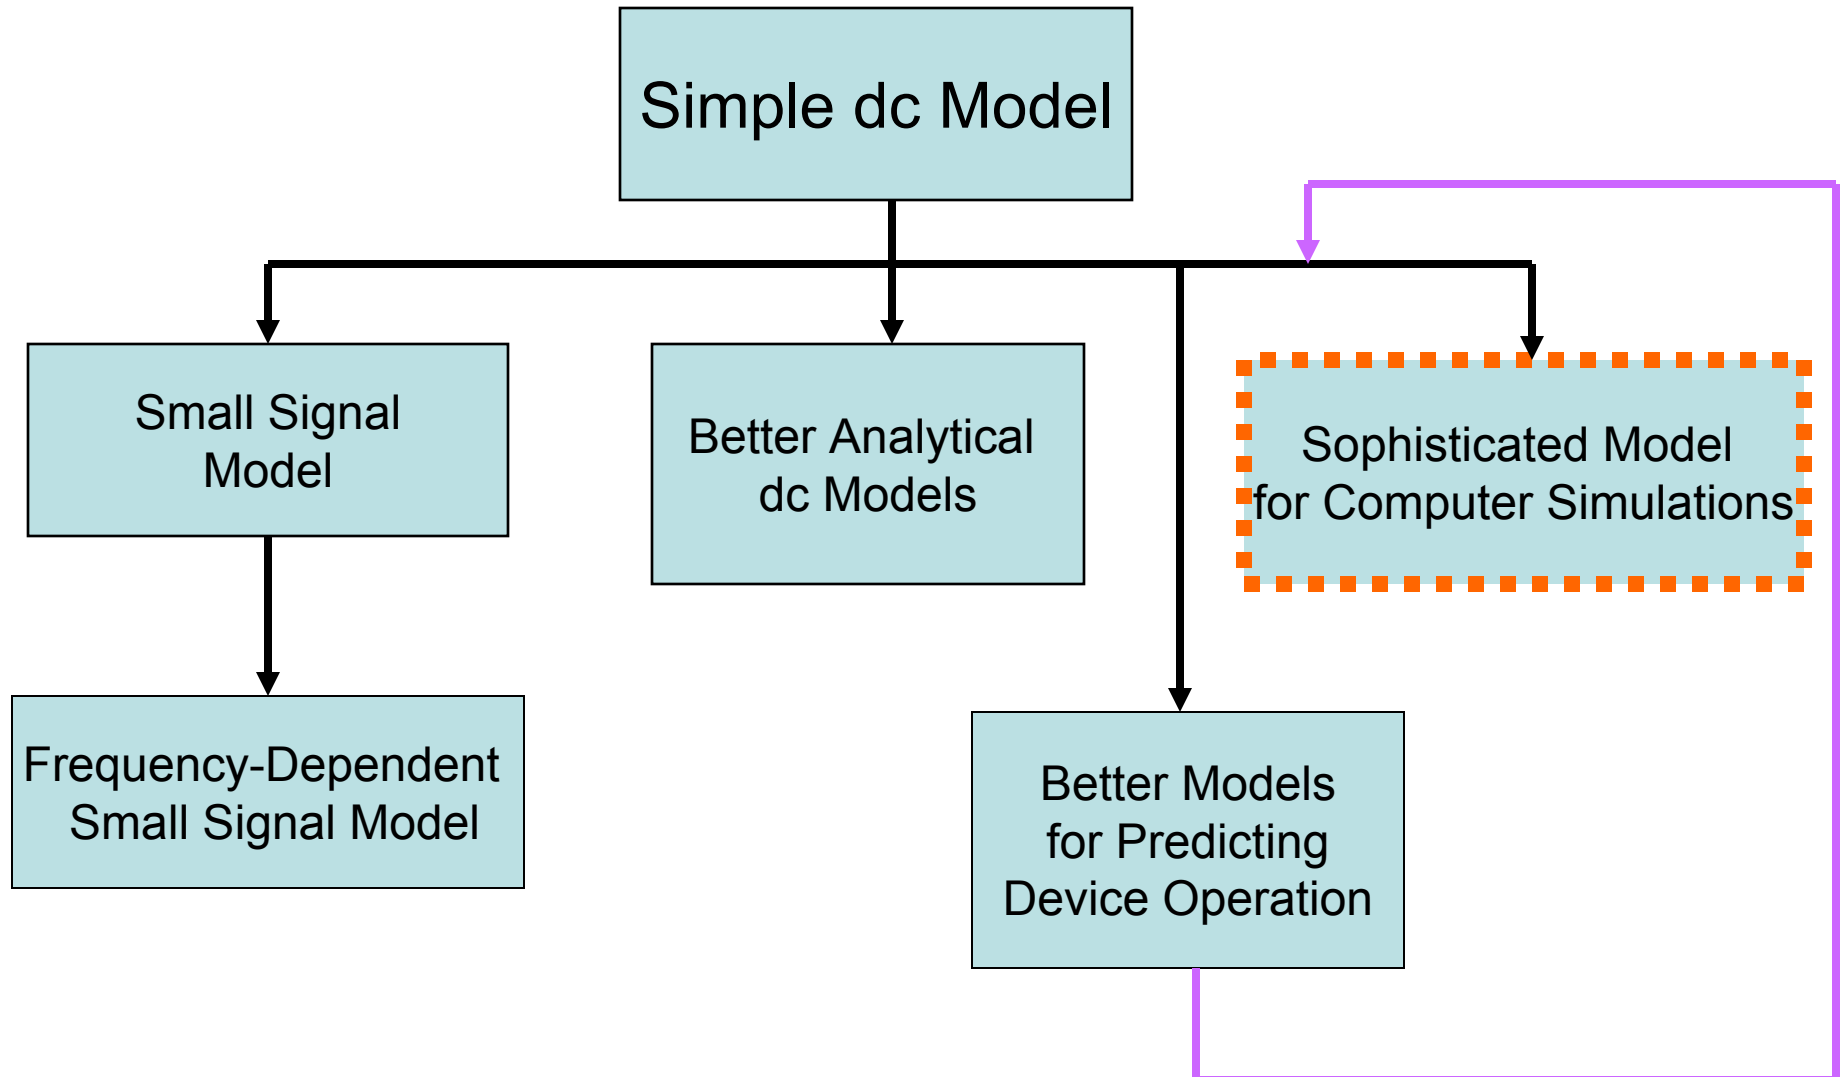 Simple dc Model
Small Signal
Model
Better Analytical
dc Models
Sophisticated Model
for Computer Simulations
Frequency-Dependent
Small Signal Model
Better Models
for Predicting
Device Operation